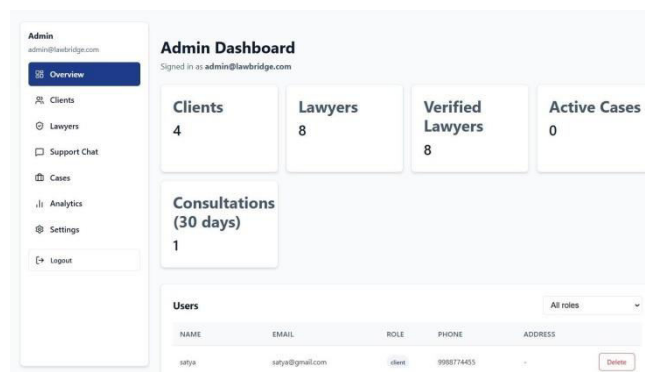 Admin
admin@lawbridge.com
Overview
Clients
Lawyers
Support Chat
Cases
Analytics
Settings
Logout
Admin Dashboard
Signed in as admin@lawbridge.com
Clients
4
Lawyers
8
Verified
Lawyers
8
Active Cases
0
Consultations
(30 days)
1
Users
All roles
NAME EMAIL ROLE PHONE ADDRESS
satya satya@gmail.com client 9988774455 - Delete